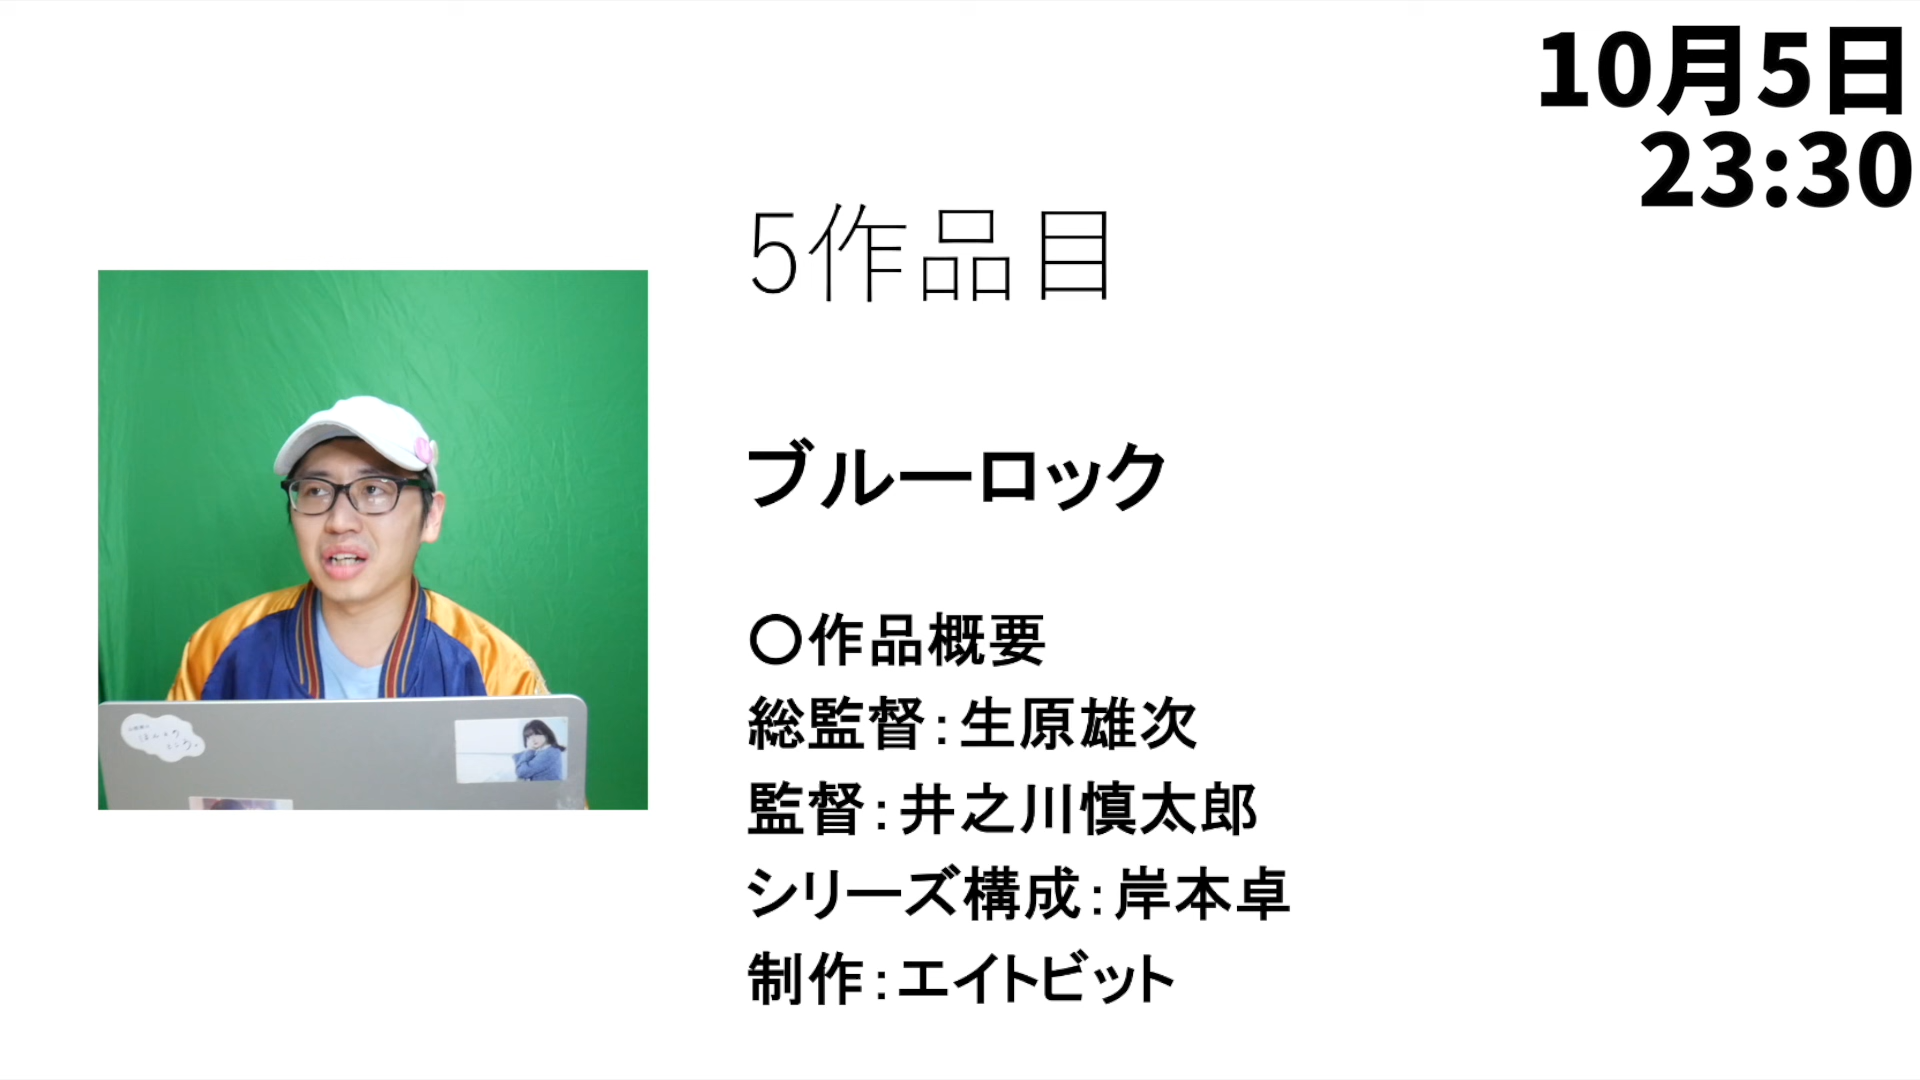 10月5日
23:30
5作品目
ブルーロック
〇作品概要
総監督：生原雄次
監督：井之川慎太郎
シリーズ構成：岸本卓
制作：エイトビット